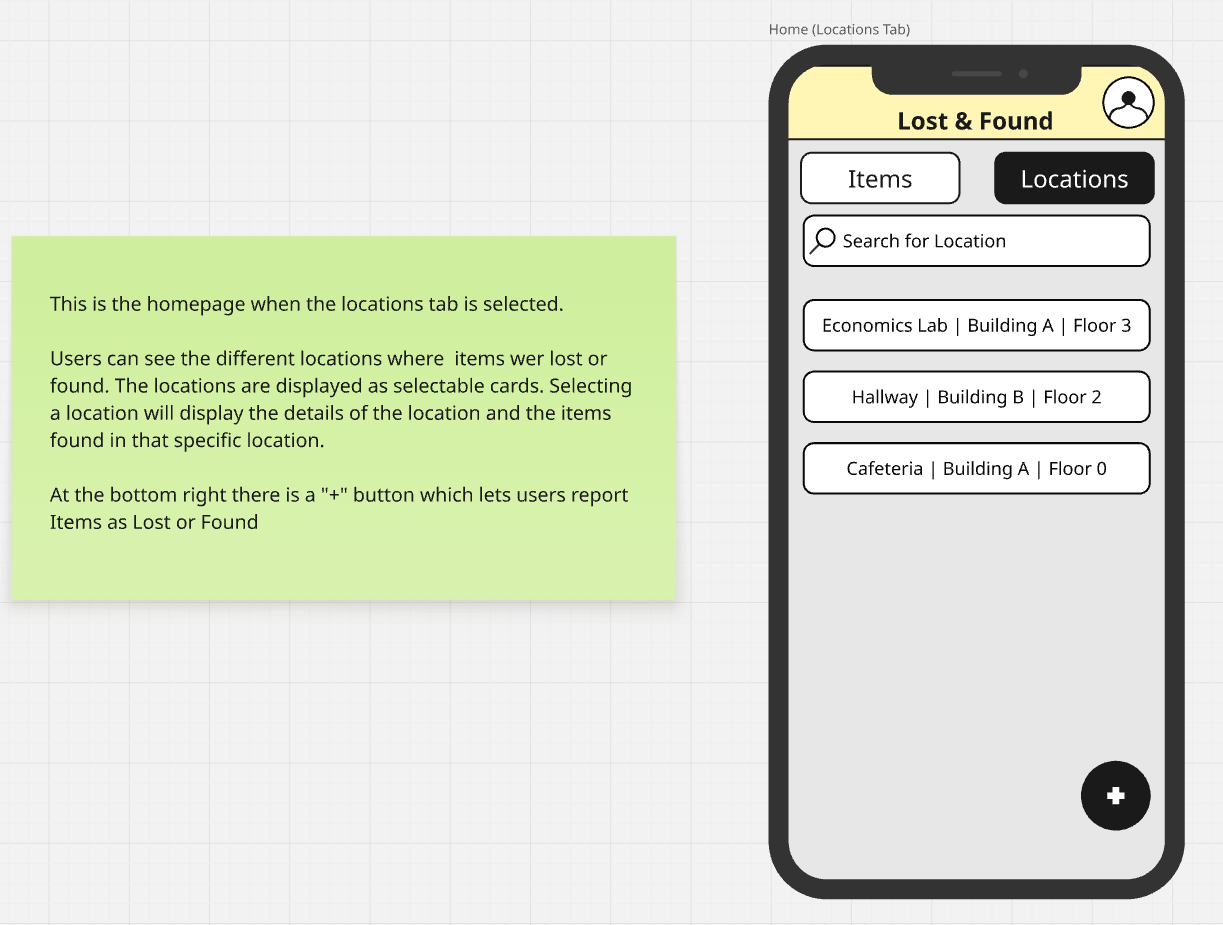 Home (Locations Tab)
Lost & Found
Items
Locations
Search for Location
Economics Lab | Building A | Floor 3
Hallway | Building B | Floor 2
Cafeteria | Building A | Floor 0
+
This is the homepage when the locations tab is selected.
Users can see the different locations where  items wer lost or
found. The locations are displayed as selectable cards. Selecting
a location will display the details of the location and the items
found in that specific location.
At the bottom right there is a "+" button which lets users report
Items as Lost or Found